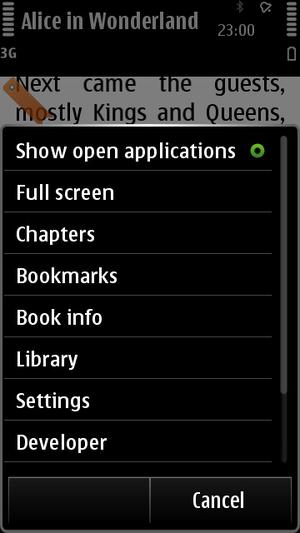 Alice in Wonderland
23:00
3G
Next came the guests,
mostly Kings and Queens,
Show open applications
Full screen
Chapters
Bookmarks
Book info
Library
Settings
Developer
Cancel